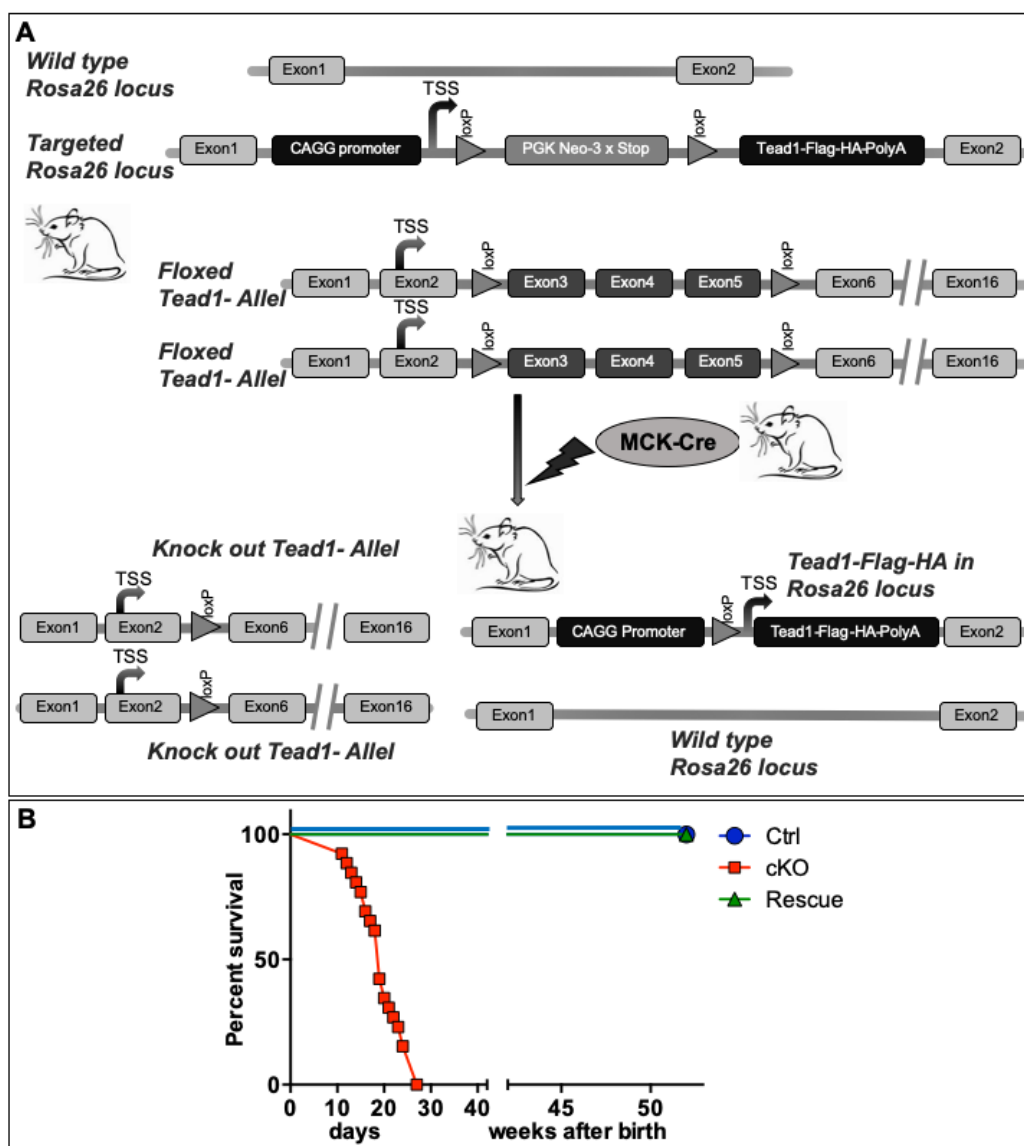 A
Wild type
Rosa26 locus
Exon1
Exon2
Targeted
Rosa26 locus
Exon1
CAGG promoter
TSS
loxP
PGK Neo-3 x Stop
loxP
Tead1-Flag-HA-PolyA
Exon2
Floxed
Tead1- Allel
Exon1
TSS
Exon2
loxP
Exon3
Exon4
Exon5
loxP
Exon6
Exon16
Floxed
Tead1- Allel
Exon1
TSS
Exon2
loxP
Exon3
Exon4
Exon5
loxP
Exon6
Exon16
MCK-Cre
Knock out Tead1- Allel
TSS
Exon1
Exon2
loxP
Exon6
Exon16
TSS
Exon1
Exon2
loxP
Exon6
Exon16
Knock out Tead1- Allel
Tead1-Flag-HA in
Rosa26 locus
Exon1
CAGG Promoter
loxP
TSS
Tead1-Flag-HA-PolyA
Exon2
Exon1
Exon2
Wild type
Rosa26 locus
B
Percent survival
100
50
0
0 10 20 30 40 45 50
days weeks after birth
Ctrl
cKO
Rescue